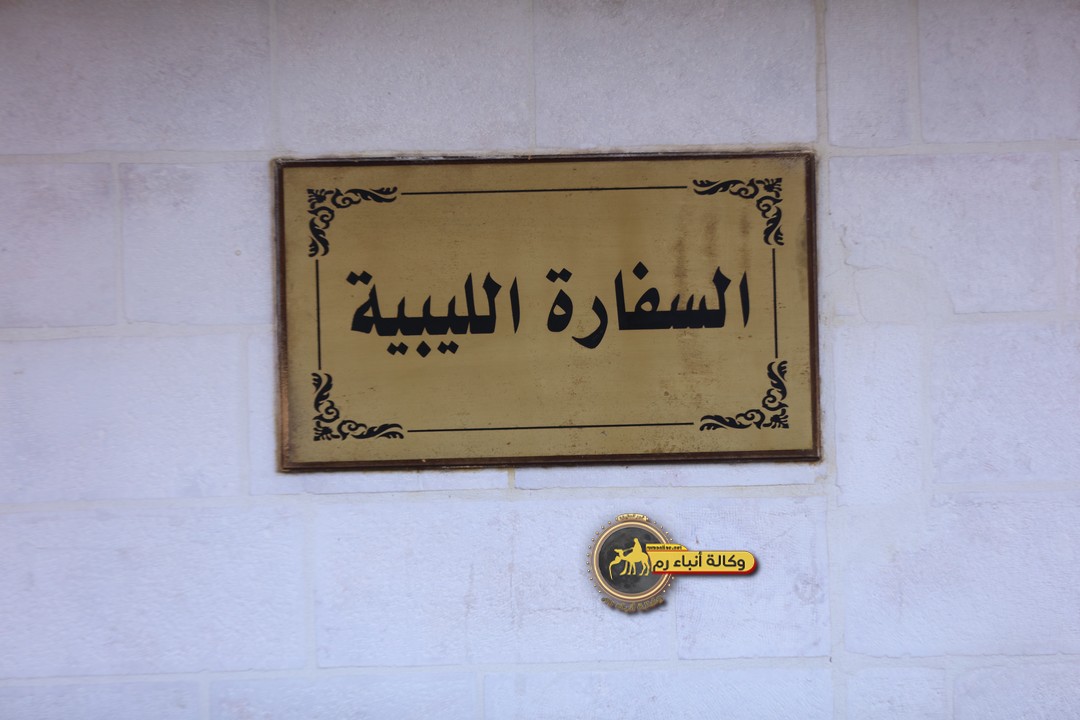 السفارة الليبية
وكالة أنباء رم